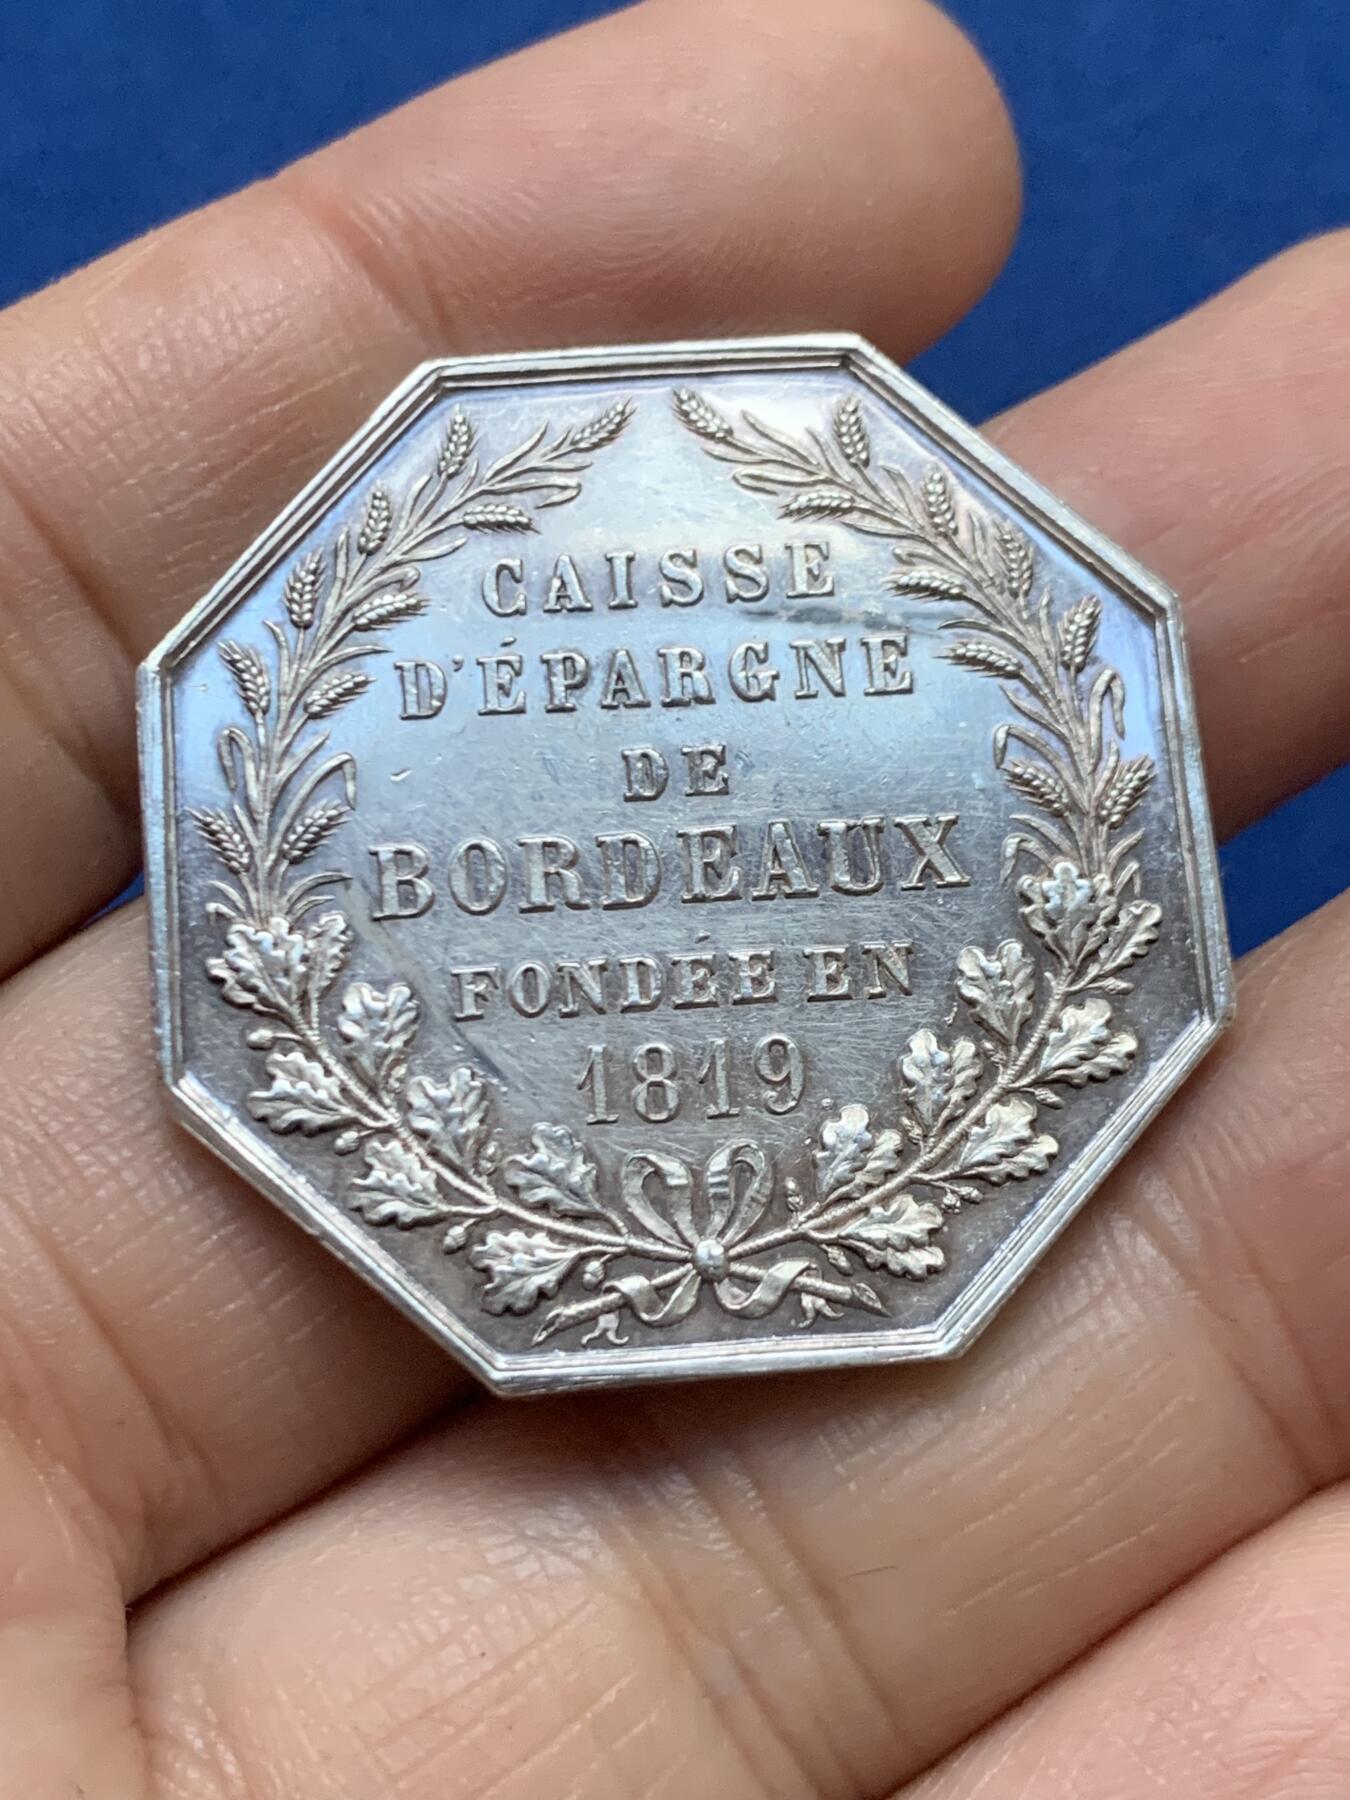 CAISSE
D'ÉPARGNE
DE
BORDEAUX
FONDÉE EN
1819